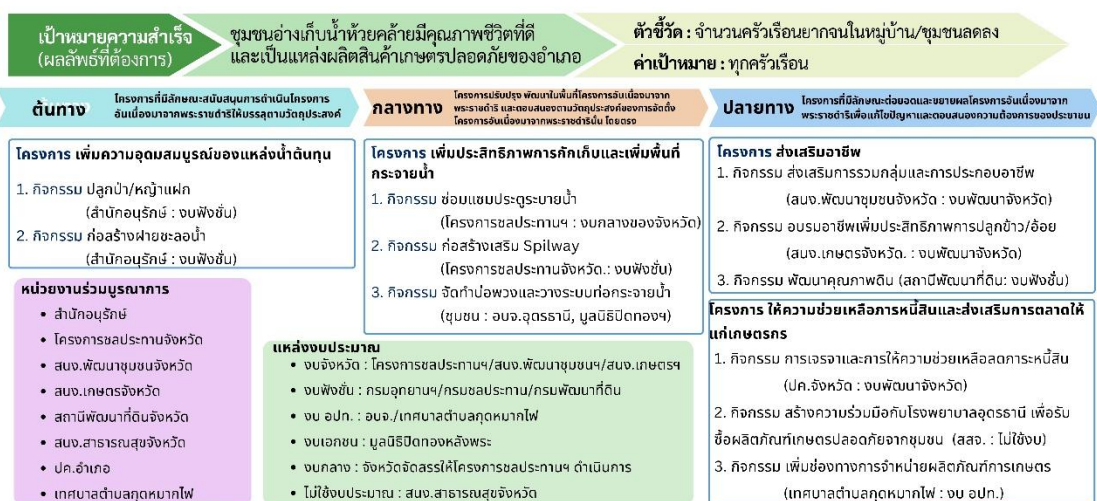 เป้าหมายความสำเร็จ
(ผลลัพธ์ที่ต้องการ)
ชุมชนอ่างเก็บน้ำห้วยคล้ายมีคุณภาพชีวิตที่ดี
และเป็นแหล่งผลิตสินค้าเกษตรปลอดภัยของอำเภอ
ตัวชี้วัด : จำนวนครัวเรือนยากจนในหมู่บ้าน/ชุมชนลดลง
ค่าเป้าหมาย : ทุกครัวเรือน
ต้นทาง
โครงการที่มีลักษณะสนับสนุนการดำเนินโครงการ
อันเนื่องมาจากพระราชดำริให้บรรลุตามวัตถุประสงค์
โครงการ เพิ่มความอุดมสมบูรณ์ของแหล่งน้ำต้นทุน
1. กิจกรรม ปลูกป่า/หญ้าแฝก
(สำนักอนุรักษ์ : งบฟังชั่น)
2. กิจกรรม ก่อสร้างฝายชะลอน้ำ
(สำนักอนุรักษ์ : งบฟังชั่น)
หน่วยงานร่วมบูรณาการ
• สำนักอนุรักษ์
• โครงการชลประทานจังหวัด
• สนง.พัฒนาชุมชนจังหวัด
• สนง.เกษตรจังหวัด
• สถานีพัฒนาที่ดินจังหวัด
• สนง.สาธารณสุขจังหวัด
• ปค.อำเภอ
• เทศบาลตำบลกุดหมากไฟ
กลางทาง
โครงการปรับปรุง พัฒนาในพื้นที่โครงการอันเนื่องมาจาก
พระราชดำริ และตอบสนองตามวัตถุประสงค์ของการจัดตั้ง
โครงการอันเนื่องมาจากพระราชดำรินั้น โดยตรง
โครงการ เพิ่มประสิทธิภาพการกักเก็บและเพิ่มพื้นที่
กระจายน้ำ
1. กิจกรรม ซ่อมแซมประตูระบายน้ำ
(โครงการชลประทานฯ : งบกลางของจังหวัด)
2. กิจกรรม ก่อสร้างเสริม Spilway
(โครงการชลประทานจังหวัด.: งบฟังชั่น)
3. กิจกรรม จัดทำบ่อพวงและวางระบบท่อกระจายน้ำ
(ชุมชน : อบจ.อุดรธานี, มูลนิธิปิดทองฯ)
แหล่งงบประมาณ
• งบจังหวัด : โครงการชลประทานฯ/สนง.พัฒนาชุมชนฯ/สนง.เกษตรฯ
• งบฟังชั่น : กรมอุทยานฯ/กรมชลประทาน/กรมพัฒนาที่ดิน
• งบ อปท. : อบจ./เทศบาลตำบลกุดหมากไฟ
• งบเอกชน : มูลนิธิปิดทองหลังพระ
• งบกลาง : จังหวัดจัดสรรให้โครงการชลประทานฯ ดำเนินการ
• ไม่ใช้งบประมาณ : สนง.สาธารณสุขจังหวัด
ปลายทาง
โครงการที่มีลักษณะต่อยอดและขยายผลโครงการอันเนื่องมาจาก
พระราชดำริเพื่อแก้ไขปัญหาและตอบสนองความต้องการของประชาชน
โครงการ ส่งเสริมอาชีพ
1. กิจกรรม ส่งเสริมการรวมกลุ่มและการประกอบอาชีพ
(สนง.พัฒนาชุมชนจังหวัด : งบพัฒนาจังหวัด)
2. กิจกรรม อบรมอาชีพเพิ่มประสิทธิภาพการปลูกข้าว/อ้อย
(สนง.เกษตรจังหวัด. : งบพัฒนาจังหวัด)
3. กิจกรรม พัฒนาคุณภาพดิน (สถานีพัฒนาที่ดิน: งบฟังชั่น)
โครงการ ให้ความช่วยเหลือภาระหนี้สินและส่งเสริมการตลาดให้
แก่เกษตรกร
1. กิจกรรม การเจรจาและการให้ความช่วยเหลือลดภาระหนี้สิน
(ปค.จังหวัด : งบพัฒนาจังหวัด)
2. กิจกรรม สร้างความร่วมมือกับโรงพยาบาลอุดรธานี เพื่อรับ
ซื้อผลิตภัณฑ์เกษตรปลอดภัยจากชุมชน (สสจ. : ไม่ใช้งบ)
3. กิจกรรม เพิ่มช่องทางการจำหน่ายผลิตภัณฑ์การเกษตร
(เทศบาลตำบลกุดหมากไฟ : งบ อปท.)